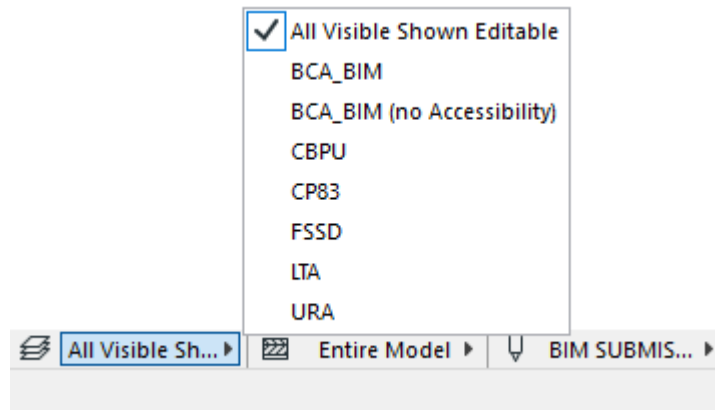 All Visible Shown Editable
BCA_BIM
BCA_BIM (no Accessibility)
CBPU
CP83
FSSD
LTA
URA
All Visible Sh... Entire Model BIM SUBMIS...